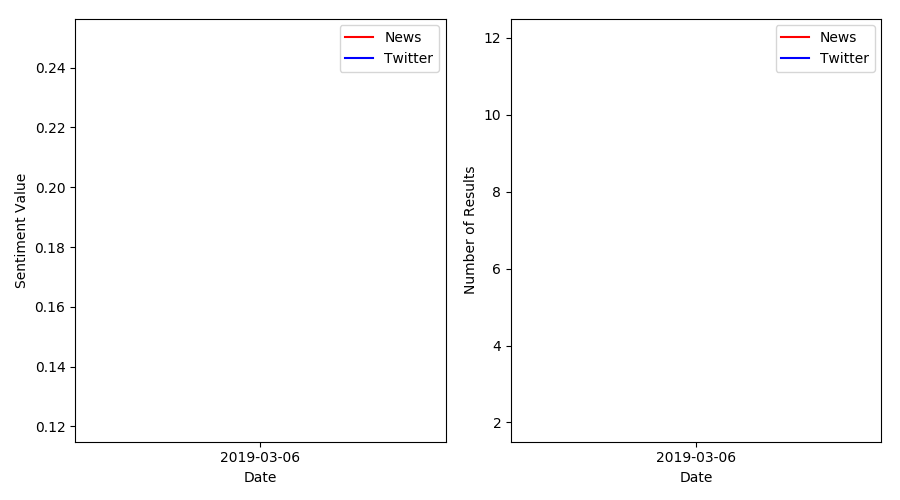 Sentiment Value
0.24
0.22
0.20
0.18
0.16
0.14
0.12
2019-03-06
Date
News
Twitter
Number of Results
12
10
8
6
4
2
2019-03-06
Date
News
Twitter